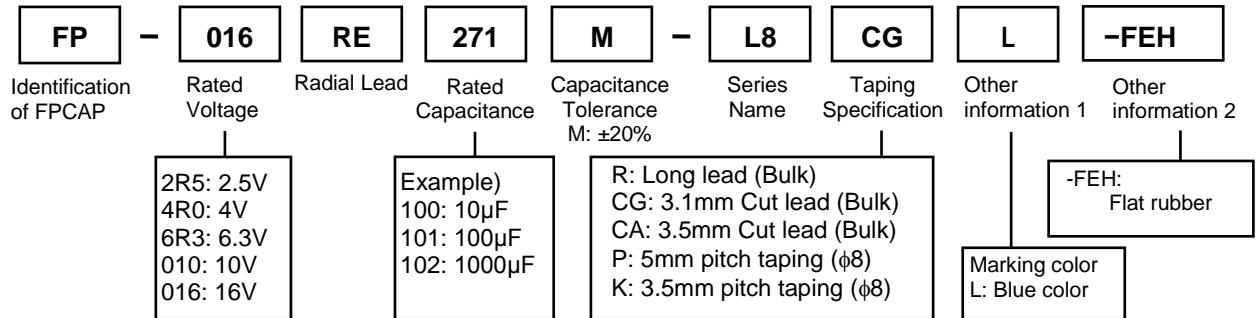 FP – 016 RE 271 M – L8 CG L –FEH
Identification of FPCAP
Rated Voltage
Radial Lead
Rated Capacitance
Capacitance Tolerance
M: ±20%
Series Name
Taping Specification
Other information 1
Other information 2
2R5: 2.5V
4R0: 4V
6R3: 6.3V
010: 10V
016: 16V
Example)
100: 10µF
101: 100µF
102: 1000µF
R: Long lead (Bulk)
CG: 3.1mm Cut lead (Bulk)
CA: 3.5mm Cut lead (Bulk)
P: 5mm pitch taping (ϕ8)
K: 3.5mm pitch taping (ϕ8)
Marking color
L: Blue color
-FEH:
Flat rubber